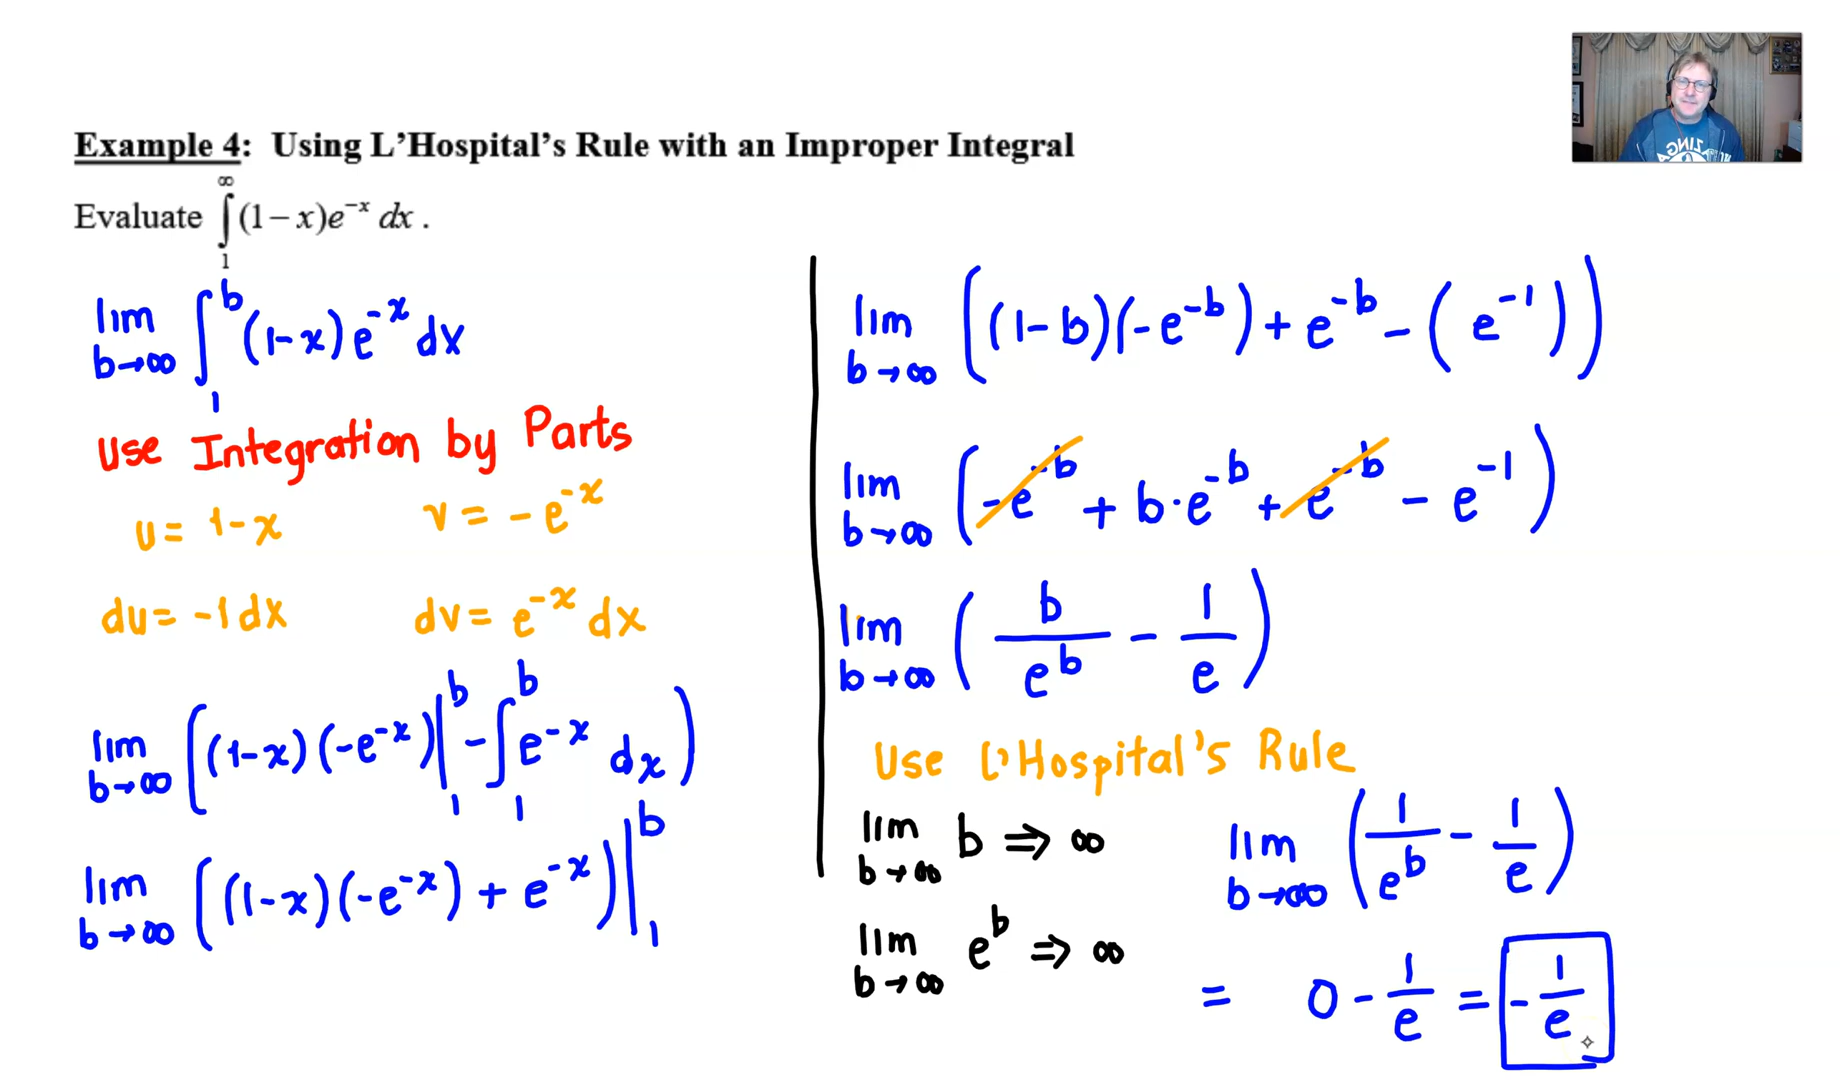 Example 4: Using L'Hospital's Rule with an Improper Integral
Evaluate ∫₁^∞ (1−x)e^(−x) dx .
lim b→∞ ∫₁^b (1-x) e^(-x) dx
Use Integration by Parts
u = 1-x    v = -e^(-x)
du = -1 dx    dv = e^(-x) dx
lim b→∞ ((1-x)(-e^(-x))|₁^b - ∫₁^b e^(-x) dx)
lim b→∞ ((1-x)(-e^(-x)) + e^(-x))|₁^b
lim b→∞ ((1-b)(-e^(-b)) + e^(-b) - (e^(-1)))
lim b→∞ (-e^(-b) + b·e^(-b) + e^(-b) - e^(-1))
lim b→∞ (b/e^b - 1/e)
Use L'Hospital's Rule
lim b→∞ b ⇒ ∞
lim b→∞ e^b ⇒ ∞
lim b→∞ (1/e^b - 1/e)
= 0 - 1/e = -1/e